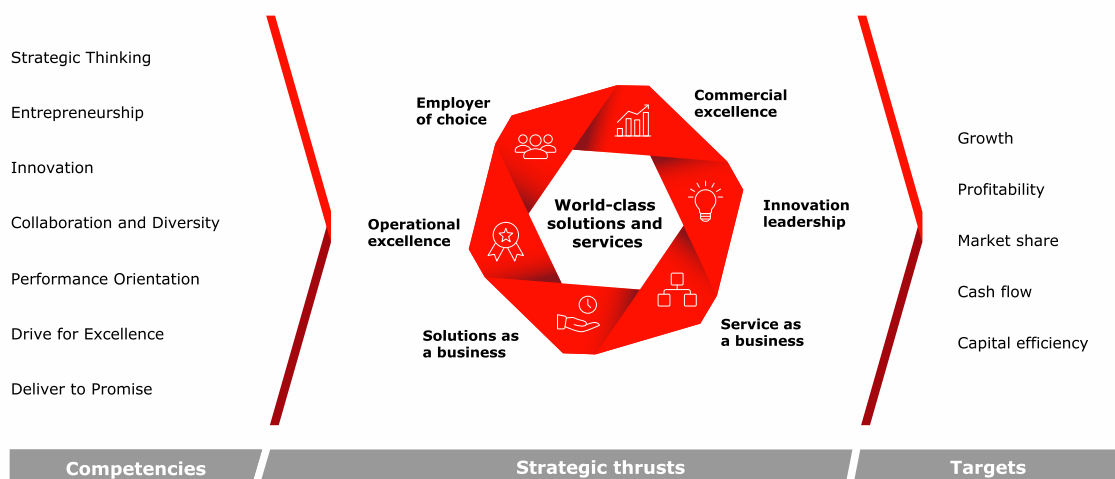 Strategic Thinking
Entrepreneurship
Innovation
Collaboration and Diversity
Performance Orientation
Drive for Excellence
Deliver to Promise
Employer
of choice
Commercial
excellence
Operational
excellence
World-class
solutions and
services
Innovation
leadership
Solutions as
a business
Service as
a business
Growth
Profitability
Market share
Cash flow
Capital efficiency
Competencies
Strategic thrusts
Targets